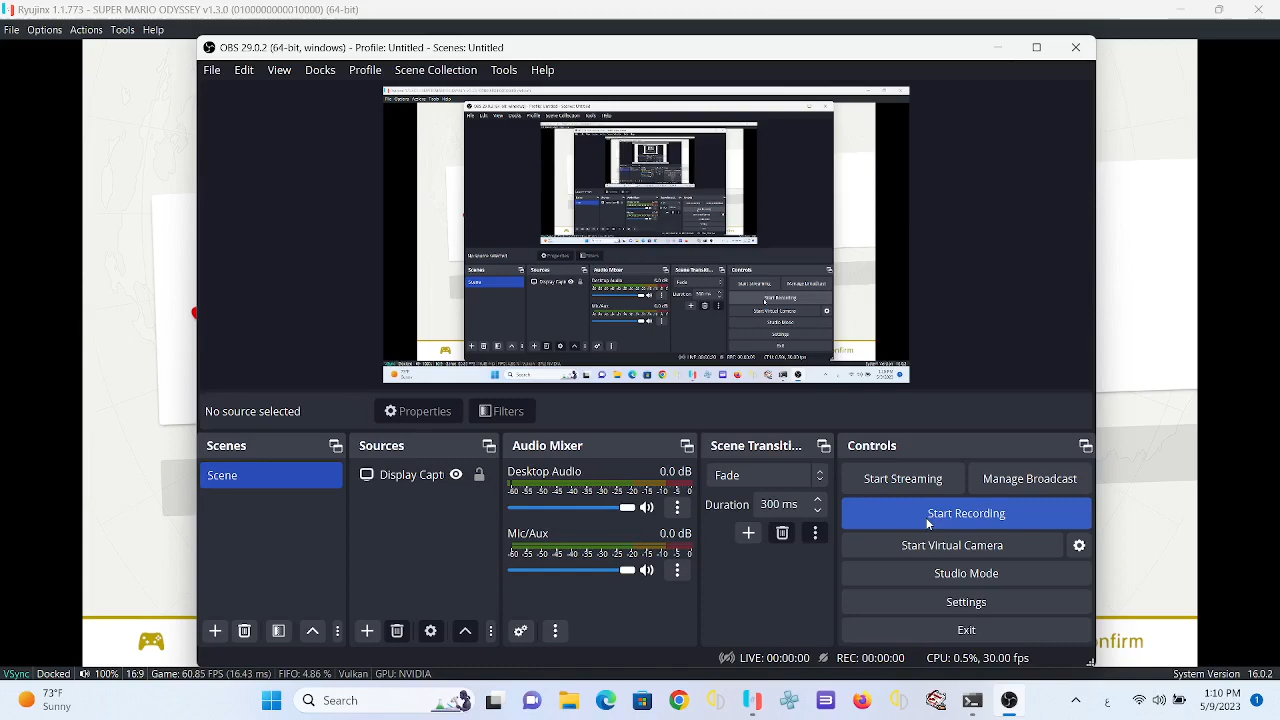 Ryujinx 1.1.773 - SUPER MARIO ODYSSEY v1.3.0 (0100000000010000) (64-bit)
File Options Actions Tools Help
OBS 29.0.2 (64-bit, windows) - Profile: Untitled - Scenes: Untitled
File Edit View Docks Profile Scene Collection Tools Help
No source selected Properties Filters
Scenes Sources Audio Mixer Scene Transiti... Controls
Scene
Display Capt
Desktop Audio 0.0 dB
-60 -55 -50 -45 -40 -35 -30 -25 -20 -15 -10 -5 0
Mic/Aux 0.0 dB
-60 -55 -50 -45 -40 -35 -30 -25 -20 -15 -10 -5 0
Fade
Duration 300 ms
Start Streaming Manage Broadcast
Start Recording
Start Virtual Camera
Studio Mode
Settings
Exit
nfirm
LIVE: 00:00:00 REC: 00:00:00 CPU: 0.5%, 30.00 fps
VSync Docked 100% 16:9 Game: 60.85 FPS (16.43 ms) FIFO: 4.86 % Vulkan GPU: NVIDIA System Version 16.0.2
73°F
Sunny
Search
ع
1:10 PM
5/9/2023
1